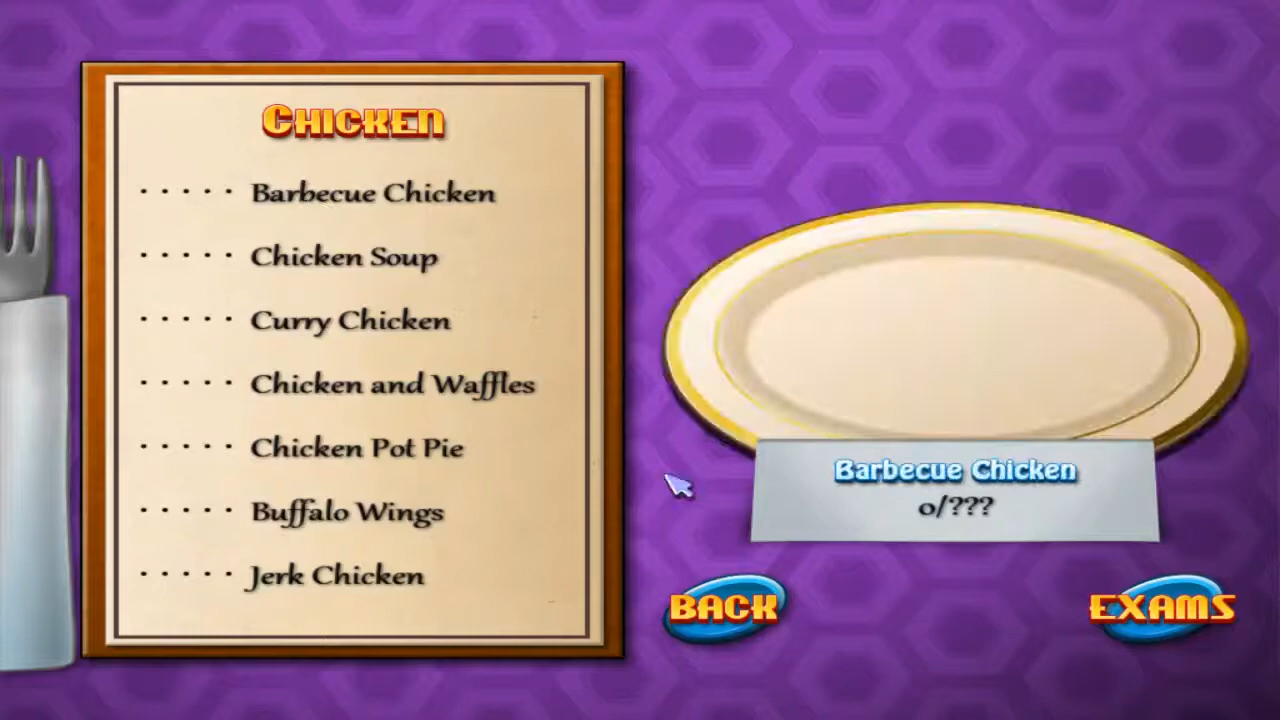 Chicken
..... Barbecue Chicken
..... Chicken Soup
..... Curry Chicken
..... Chicken and Waffles
..... Chicken Pot Pie
..... Buffalo Wings
..... Jerk Chicken
Barbecue Chicken
0/???
BACK
EXAMS